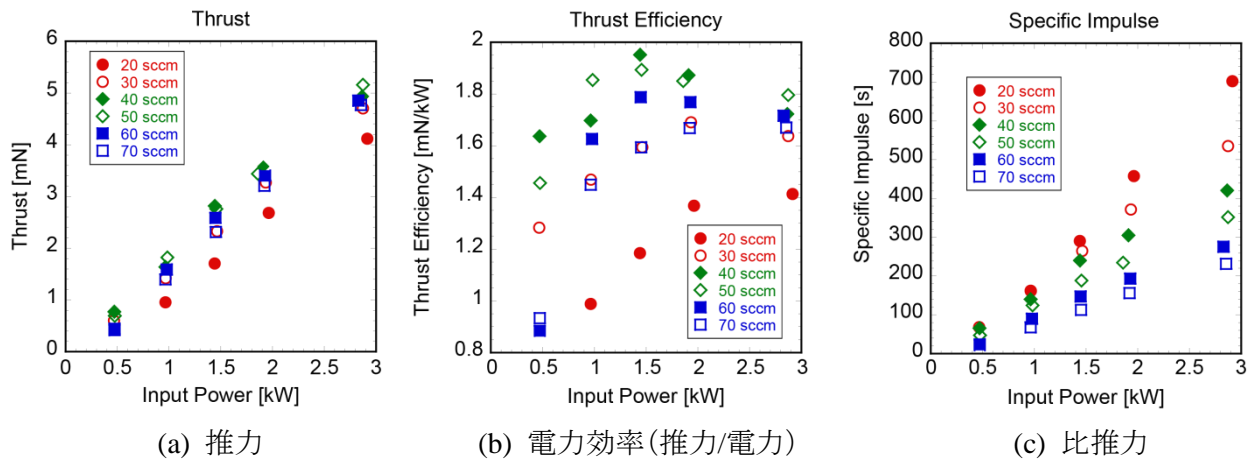 Thrust
6
5
4
3
2
1
0
Thrust [mN]
20 sccm
30 sccm
40 sccm
50 sccm
60 sccm
70 sccm
0 0.5 1 1.5 2 2.5 3
Input Power [kW]
(a) 推力
Thrust Efficiency
2
1.8
1.6
1.4
1.2
1
0.8
Thrust Efficiency [mN/kW]
20 sccm
30 sccm
40 sccm
50 sccm
60 sccm
70 sccm
0 0.5 1 1.5 2 2.5 3
Input Power [kW]
(b) 電力効率(推力/電力)
Specific Impulse
800
700
600
500
400
300
200
100
0
Specific Impulse [s]
20 sccm
30 sccm
40 sccm
50 sccm
60 sccm
70 sccm
0 0.5 1 1.5 2 2.5 3
Input Power [kW]
(c) 比推力